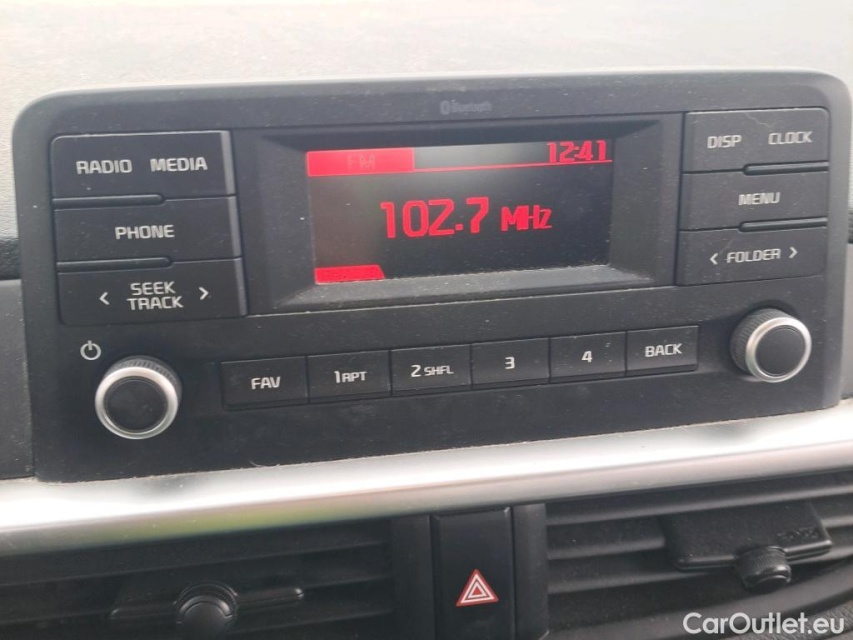 Bluetooth
RADIO MEDIA
PHONE
< SEEK TRACK >
FM 12:41
102.7 MHz
DISP CLOCK
MENU
< FOLDER >
FAV 1 RPT 2 SHFL 3 4 BACK
CarOutlet.eu